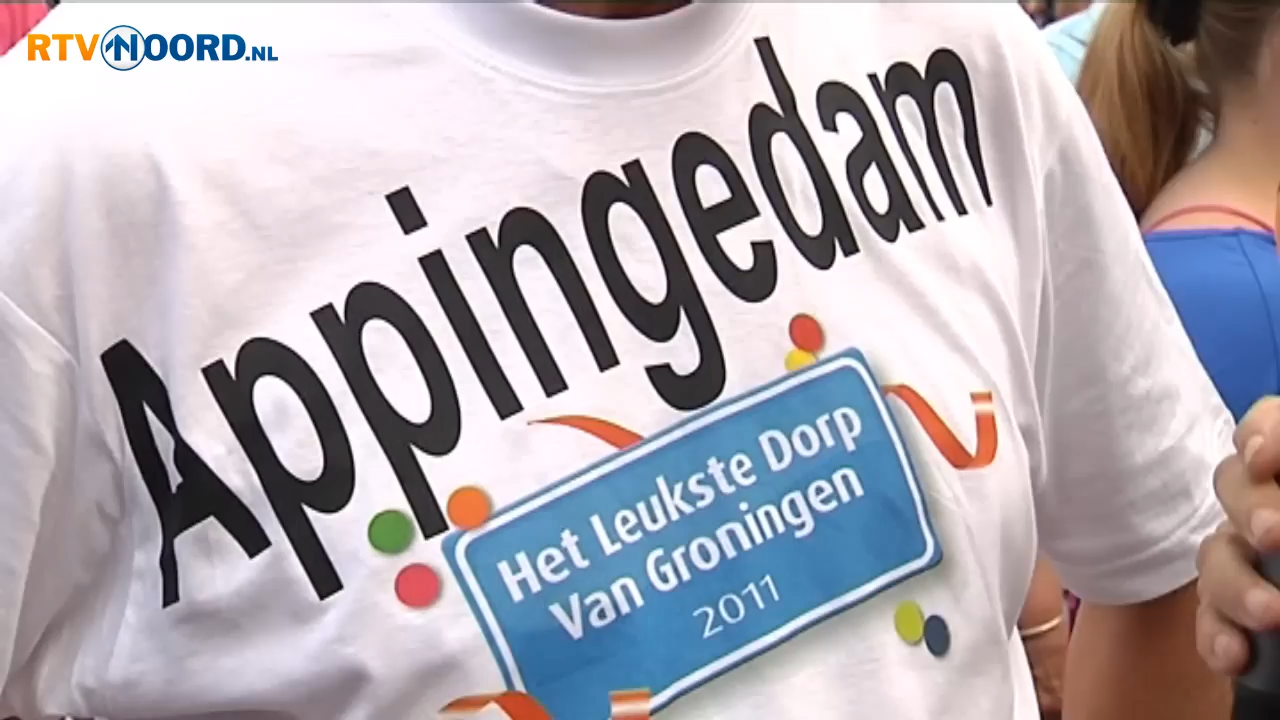 RTVNOORD.NL
Appingedam
Het Leukste Dorp
Van Groningen
2011